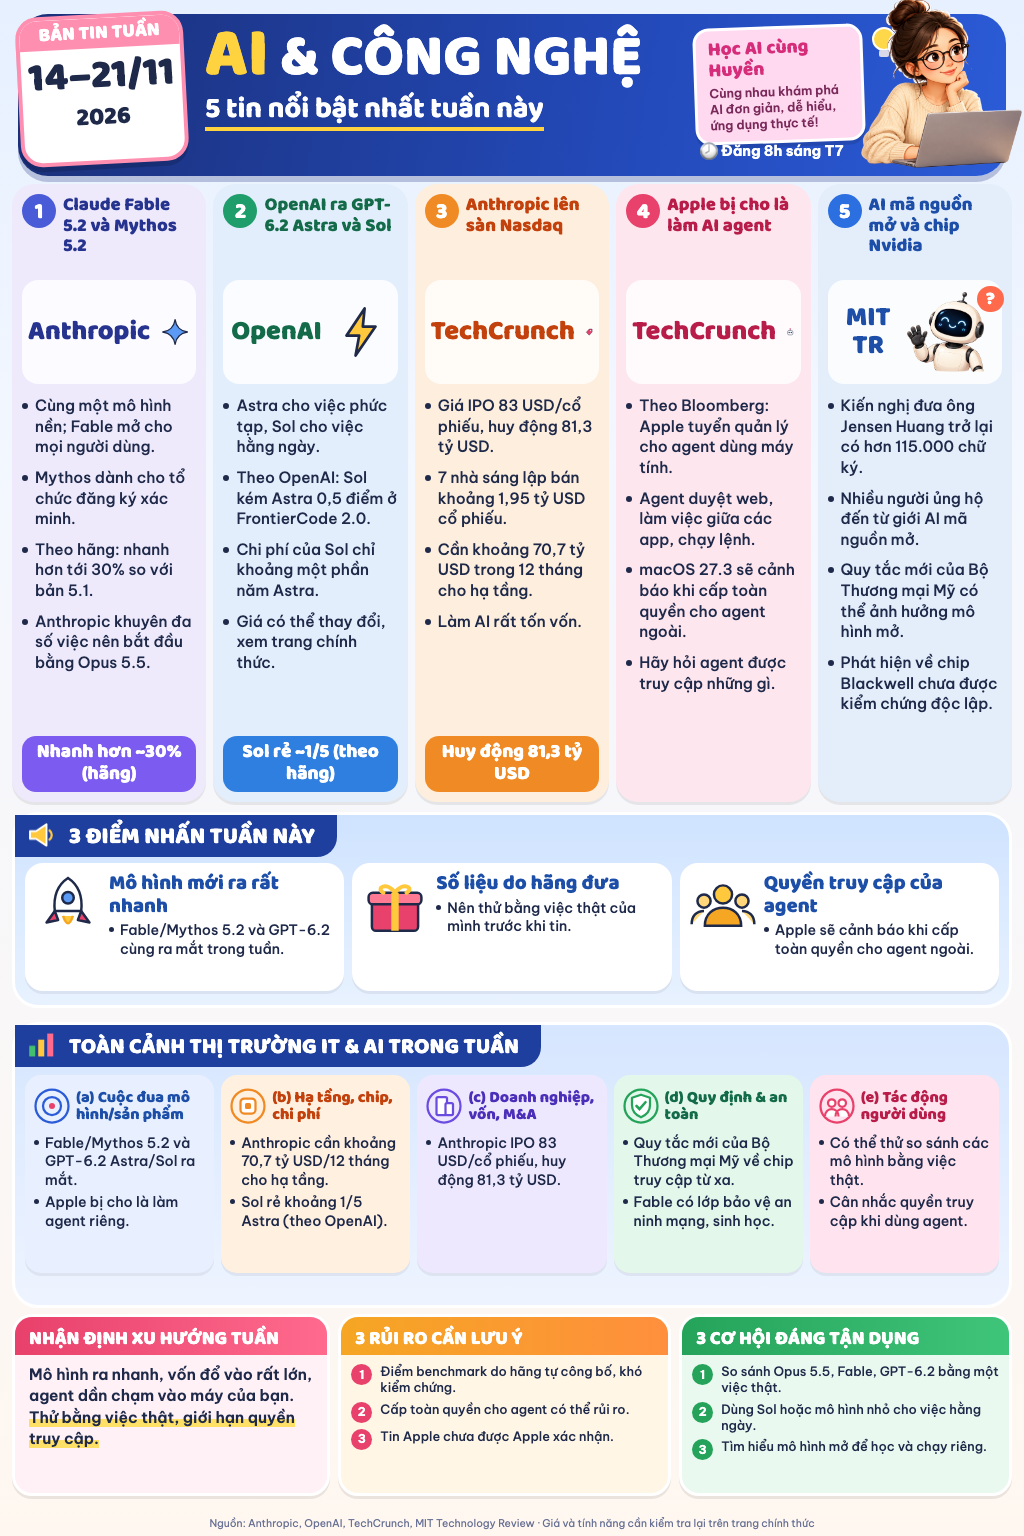 BẢN TIN TUẦN
14–21/11
2026
AI & CÔNG NGHỆ
5 tin nổi bật nhất tuần này
Học AI cùng
Huyền
Cùng nhau khám phá
AI đơn giản, dễ hiểu,
ứng dụng thực tế!
Đăng 8h sáng T7
1
Claude Fable
5.2 và Mythos
5.2
Anthropic
• Cùng một mô hình
nền; Fable mở cho
mọi người dùng.
• Mythos dành cho tổ
chức đăng ký xác
minh.
• Theo hãng: nhanh
hơn tới 30% so với
bản 5.1.
• Anthropic khuyên đa
số việc nên bắt đầu
bằng Opus 5.5.
Nhanh hơn ~30%
(hãng)
2
OpenAI ra GPT-
6.2 Astra và Sol
OpenAI
• Astra cho việc phức
tạp, Sol cho việc
hằng ngày.
• Theo OpenAI: Sol
kém Astra 0,5 điểm ở
FrontierCode 2.0.
• Chi phí của Sol chỉ
khoảng một phần
năm Astra.
• Giá có thể thay đổi,
xem trang chính
thức.
Sol rẻ ~1/5 (theo
hãng)
3
Anthropic lên
sàn Nasdaq
TechCrunch
• Giá IPO 83 USD/cổ
phiếu, huy động 81,3
tỷ USD.
• 7 nhà sáng lập bán
khoảng 1,95 tỷ USD
cổ phiếu.
• Cần khoảng 70,7 tỷ
USD trong 12 tháng
cho hạ tầng.
• Làm AI rất tốn vốn.
Huy động 81,3 tỷ
USD
4
Apple bị cho là
làm AI agent
TechCrunch
• Theo Bloomberg:
Apple tuyển quản lý
cho agent dùng máy
tính.
• Agent duyệt web,
làm việc giữa các
app, chạy lệnh.
• macOS 27.3 sẽ cảnh
báo khi cấp toàn
quyền cho agent
ngoài.
• Hãy hỏi agent được
truy cập những gì.
5
AI mã nguồn
mở và chip
Nvidia
MIT
TR
?
• Kiến nghị đưa ông
Jensen Huang trở lại
có hơn 115.000 chữ
ký.
• Nhiều người ủng hộ
đến từ giới AI mã
nguồn mở.
• Quy tắc mới của Bộ
Thương mại Mỹ có
thể ảnh hưởng mô
hình mở.
• Phát hiện về chip
Blackwell chưa được
kiểm chứng độc lập.
3 ĐIỂM NHẤN TUẦN NÀY
Mô hình mới ra rất
nhanh
• Fable/Mythos 5.2 và GPT-6.2
cùng ra mắt trong tuần.
Số liệu do hãng đưa
• Nên thử bằng việc thật của
mình trước khi tin.
Quyền truy cập của
agent
• Apple sẽ cảnh báo khi cấp
toàn quyền cho agent ngoài.
TOÀN CẢNH THỊ TRƯỜNG IT & AI TRONG TUẦN
(a) Cuộc đua mô
hình/sản phẩm
• Fable/Mythos 5.2 và
GPT-6.2 Astra/Sol ra
mắt.
• Apple bị cho là làm
agent riêng.
(b) Hạ tầng, chip,
chi phí
• Anthropic cần khoảng
70,7 tỷ USD/12 tháng
cho hạ tầng.
• Sol rẻ khoảng 1/5
Astra (theo OpenAI).
(c) Doanh nghiệp,
vốn, M&A
• Anthropic IPO 83
USD/cổ phiếu, huy
động 81,3 tỷ USD.
(d) Quy định & an
toàn
• Quy tắc mới của Bộ
Thương mại Mỹ về chip
truy cập từ xa.
• Fable có lớp bảo vệ an
ninh mạng, sinh học.
(e) Tác động
người dùng
• Có thể thử so sánh các
mô hình bằng việc
thật.
• Cân nhắc quyền truy
cập khi dùng agent.
NHẬN ĐỊNH XU HƯỚNG TUẦN
Mô hình ra nhanh, vốn đổ vào rất lớn,
agent dần chạm vào máy của bạn.
Thử bằng việc thật, giới hạn quyền
truy cập.
3 RỦI RO CẦN LƯU Ý
1 Điểm benchmark do hãng tự công bố, khó
kiểm chứng.
2 Cấp toàn quyền cho agent có thể rủi ro.
3 Tin Apple chưa được Apple xác nhận.
3 CƠ HỘI ĐÁNG TẬN DỤNG
1 So sánh Opus 5.5, Fable, GPT-6.2 bằng một
việc thật.
2 Dùng Sol hoặc mô hình nhỏ cho việc hằng
ngày.
3 Tìm hiểu mô hình mở để học và chạy riêng.
Nguồn: Anthropic, OpenAI, TechCrunch, MIT Technology Review · Giá và tính năng cần kiểm tra lại trên trang chính thức